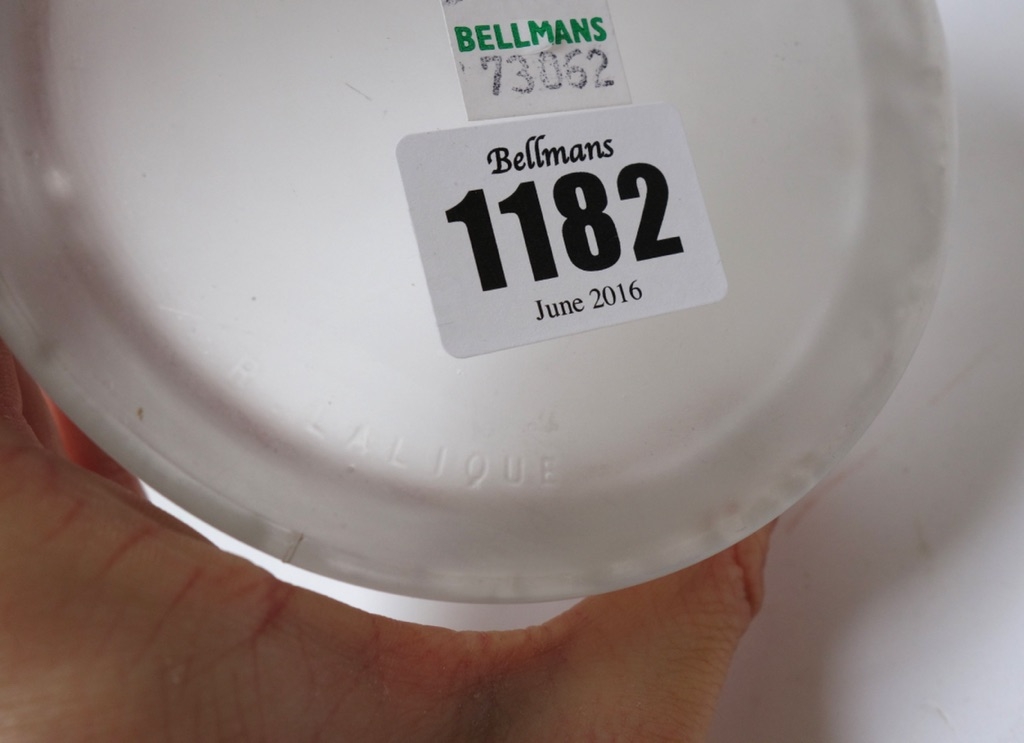 BELLMANS
73062
Bellmans
1182
June 2016
R LALIQUE